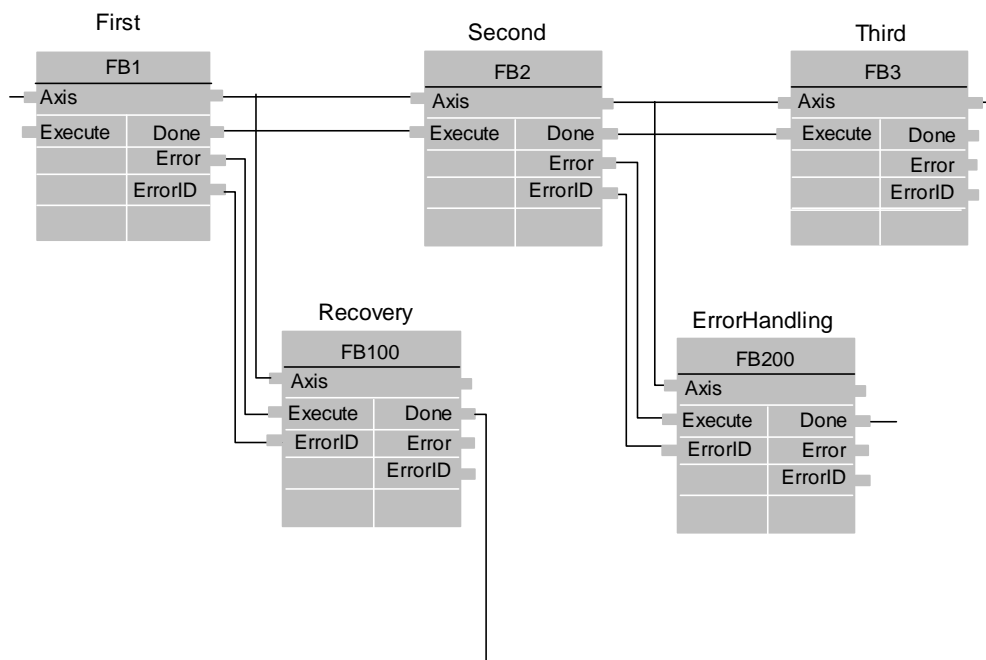 First
FB1
Axis
Execute Done
Error
ErrorID
Second
FB2
Axis
Execute Done
Error
ErrorID
Third
FB3
Axis
Execute Done
Error
ErrorID
Recovery
FB100
Axis
Execute Done
ErrorID Error
ErrorID
ErrorHandling
FB200
Axis
Execute Done
ErrorID Error
ErrorID